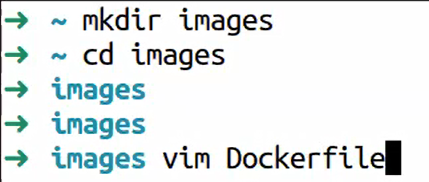 ➜ ~ mkdir images
➜ ~ cd images
➜ images
➜ images
➜ images vim Dockerfile